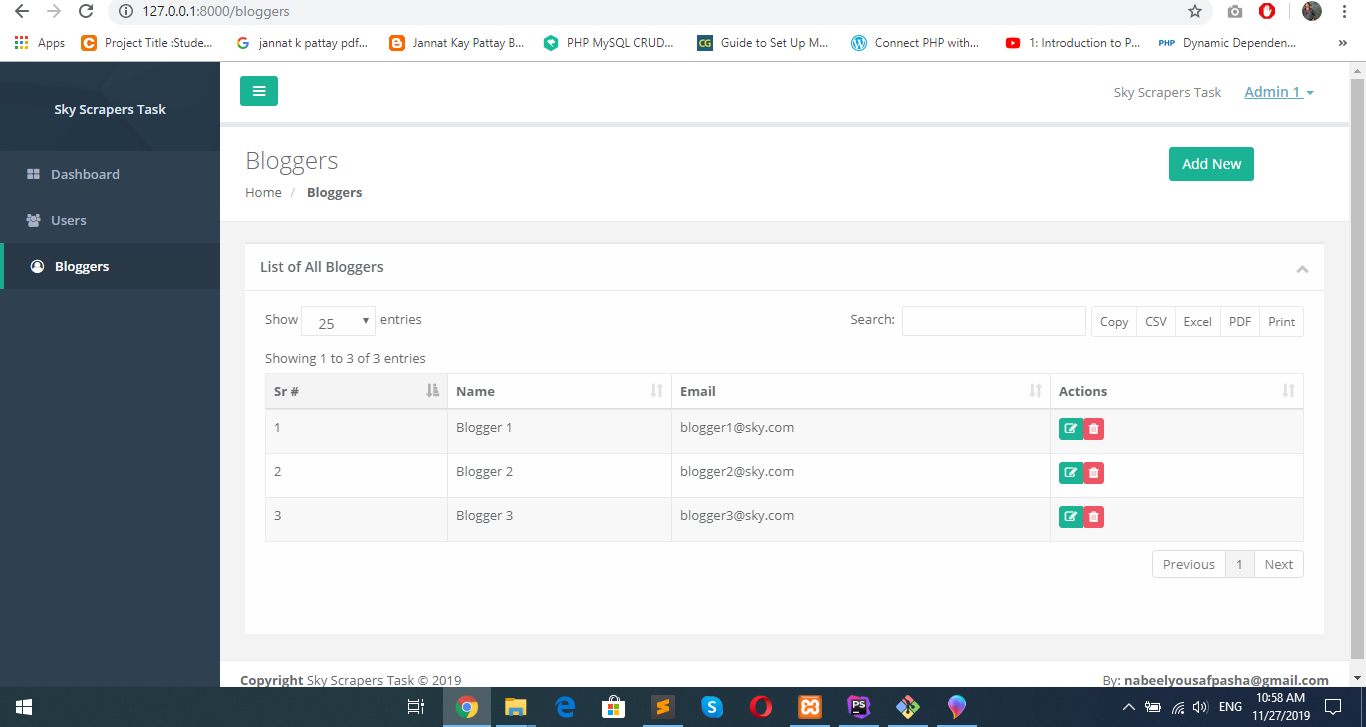 127.0.0.1:8000/bloggers
Apps Project Title :Stude... jannat k pattay pdf... Jannat Kay Pattay B... PHP MySQL CRUD... CG Guide to Set Up M... Connect PHP with... 1: Introduction to P... PHP Dynamic Dependen... »
Sky Scrapers Task
Sky Scrapers Task Admin 1
Dashboard
Users
Bloggers
Bloggers
Add New
Home / Bloggers
List of All Bloggers
Show 25 entries
Search: Copy CSV Excel PDF Print
Showing 1 to 3 of 3 entries
Sr # Name Email Actions
1 Blogger 1 blogger1@sky.com
2 Blogger 2 blogger2@sky.com
3 Blogger 3 blogger3@sky.com
Previous 1 Next
Copyright Sky Scrapers Task © 2019 By: nabeelyousafpasha@gmail.com
PS ENG 10:58 AM
11/27/2019